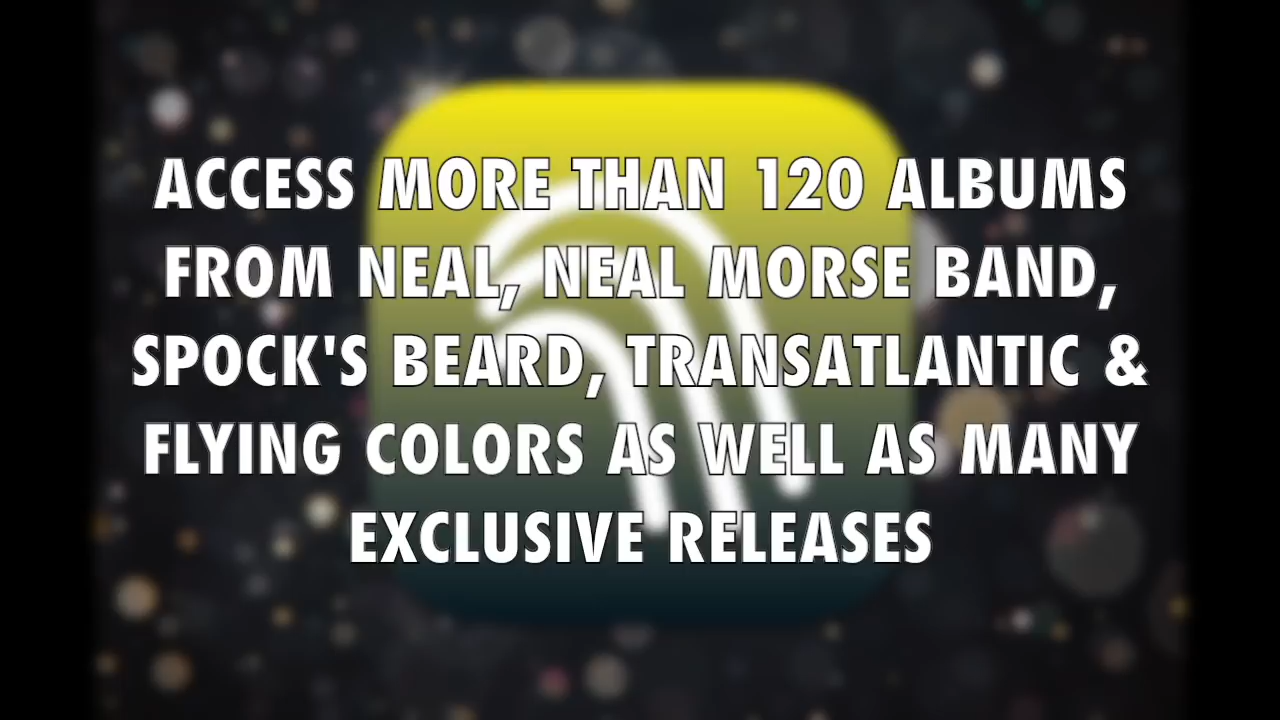 ACCESS MORE THAN 120 ALBUMS
FROM NEAL, NEAL MORSE BAND,
SPOCK'S BEARD, TRANSATLANTIC &
FLYING COLORS AS WELL AS MANY
EXCLUSIVE RELEASES